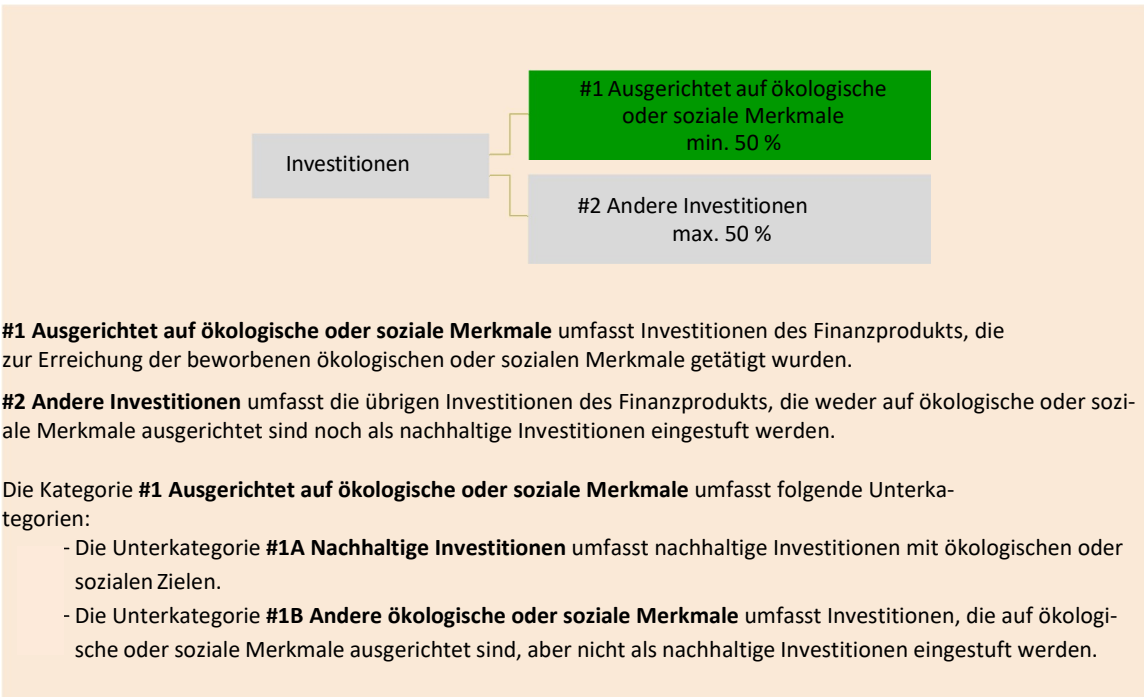 #1 Ausgerichtet auf ökologische
oder soziale Merkmale
min. 50 %
Investitionen
#2 Andere Investitionen
max. 50 %
#1 Ausgerichtet auf ökologische oder soziale Merkmale umfasst Investitionen des Finanzprodukts, die
zur Erreichung der beworbenen ökologischen oder sozialen Merkmale getätigt wurden.
#2 Andere Investitionen umfasst die übrigen Investitionen des Finanzprodukts, die weder auf ökologische oder sozi-
ale Merkmale ausgerichtet sind noch als nachhaltige Investitionen eingestuft werden.
Die Kategorie #1 Ausgerichtet auf ökologische oder soziale Merkmale umfasst folgende Unterka-
tegorien:
- Die Unterkategorie #1A Nachhaltige Investitionen umfasst nachhaltige Investitionen mit ökologischen oder
sozialen Zielen.
- Die Unterkategorie #1B Andere ökologische oder soziale Merkmale umfasst Investitionen, die auf ökologi-
sche oder soziale Merkmale ausgerichtet sind, aber nicht als nachhaltige Investitionen eingestuft werden.